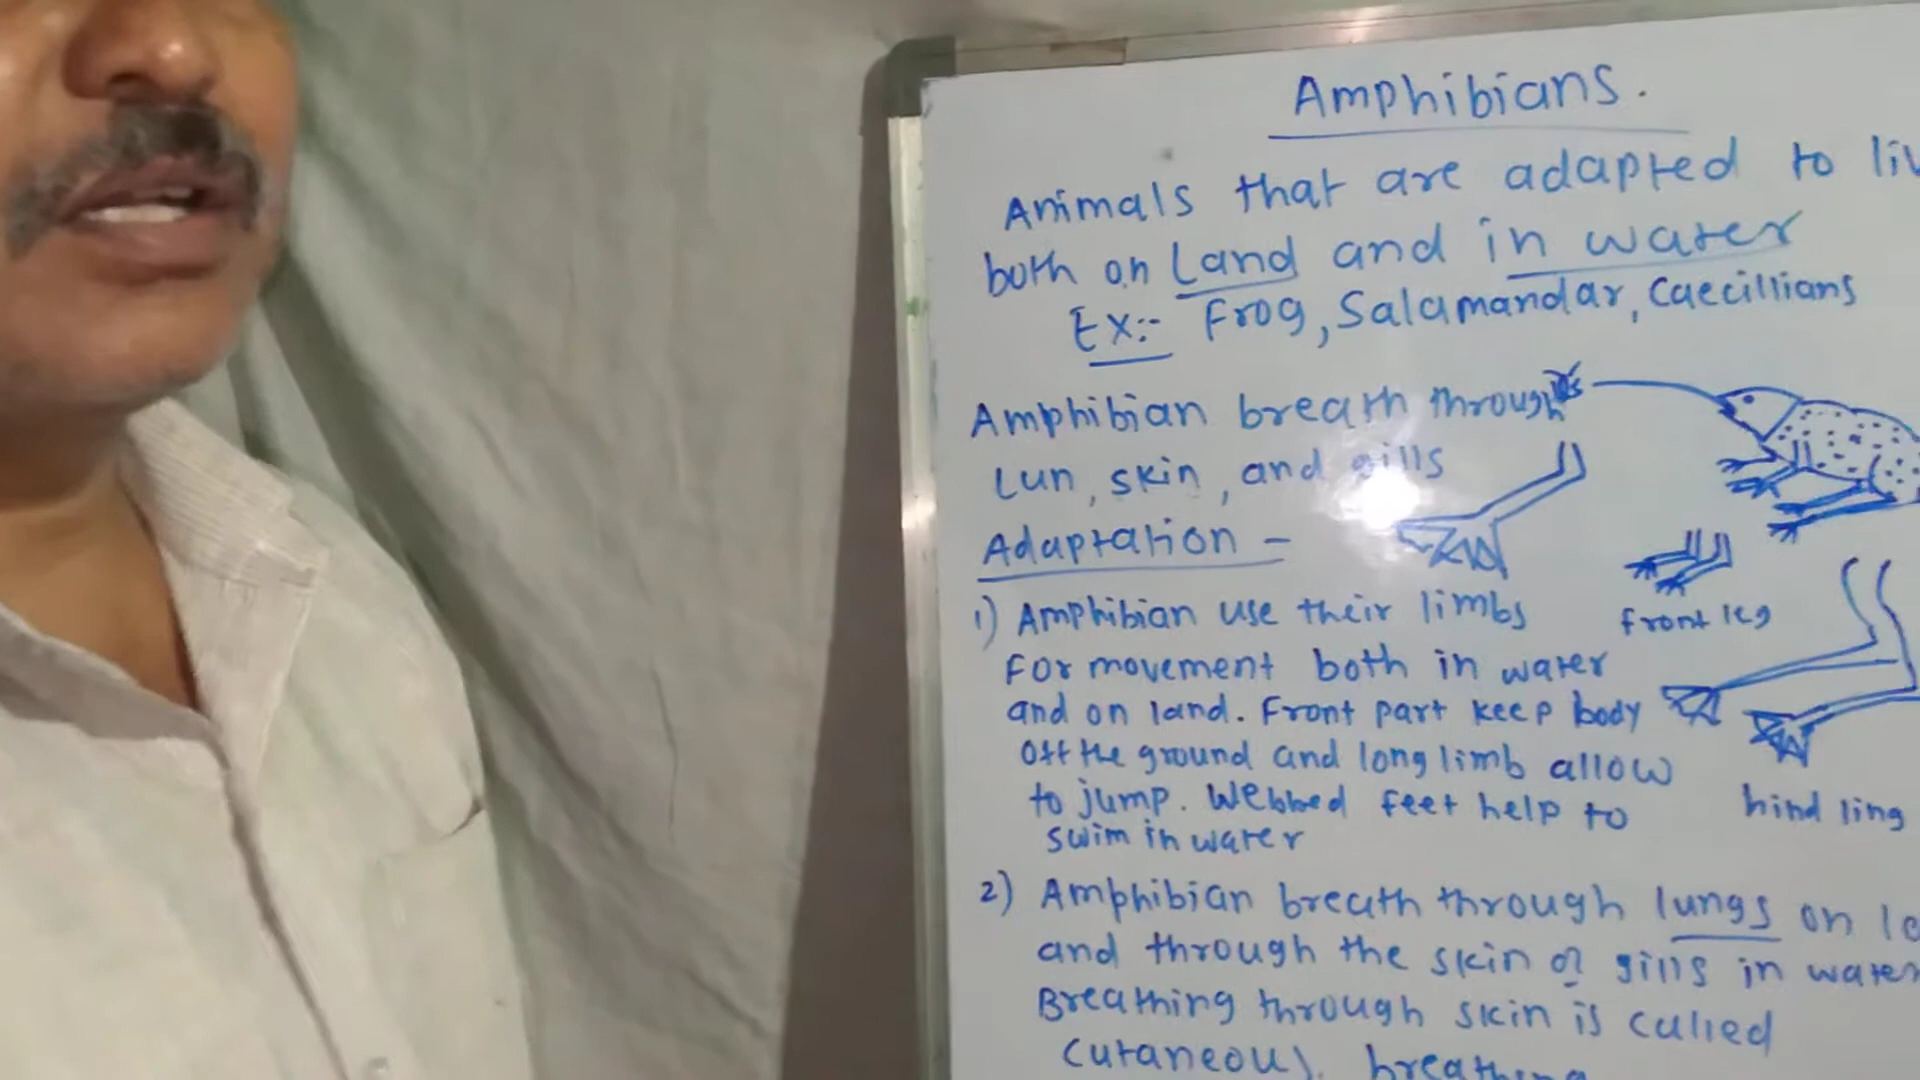 Amphibians.
Animals that are adapted to liv
both on Land and in water
Ex:- Frog, Salamandar, Caecillians
Amphibian breath through
Lun, skin, and gills
Adaptation -
1) Amphibian use their limbs
For movement both in water
and on land. Front part keep body
off the ground and long limb allow
to jump. Webbed feet help to
swim in water
front leg
hind ling
2) Amphibian breath through lungs on
and through the skin or gills in water
Breathing through skin is called
cutaneous breathing